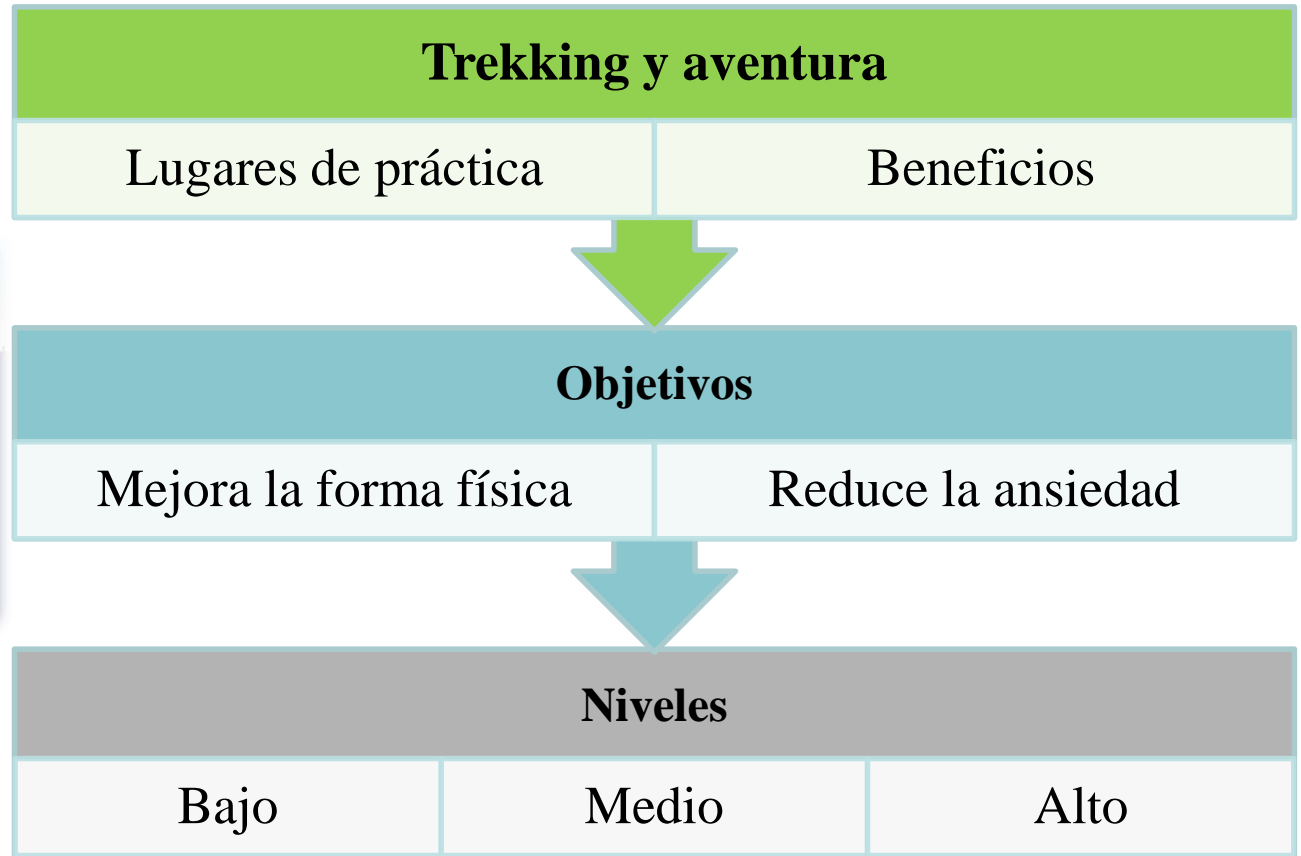 Trekking y aventura
Lugares de práctica
Beneficios
Objetivos
Mejora la forma física
Reduce la ansiedad
Niveles
Bajo
Medio
Alto